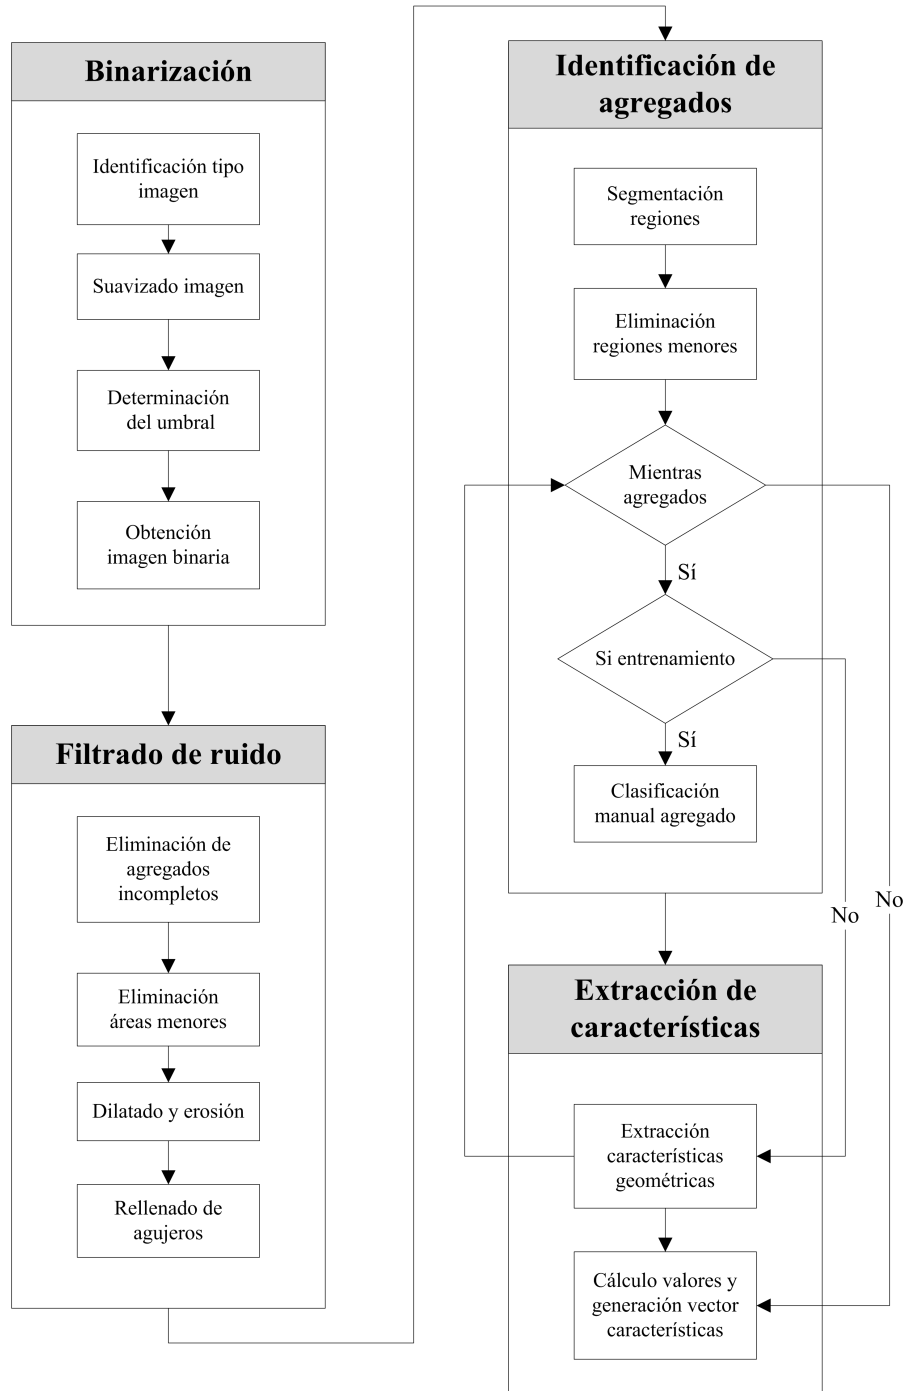 Binarización
Identificación tipo
imagen
Suavizado imagen
Determinación
del umbral
Obtención
imagen binaria
Filtrado de ruido
Eliminación de
agregados
incompletos
Eliminación
áreas menores
Dilatado y erosión
Rellenado de
agujeros
Identificación de
agregados
Segmentación
regiones
Eliminación
regiones menores
Mientras
agregados
Sí
Si entrenamiento
Sí
Clasificación
manual agregado
No
No
Extracción de
características
Extracción
características
geométricas
Cálculo valores y
generación vector
características